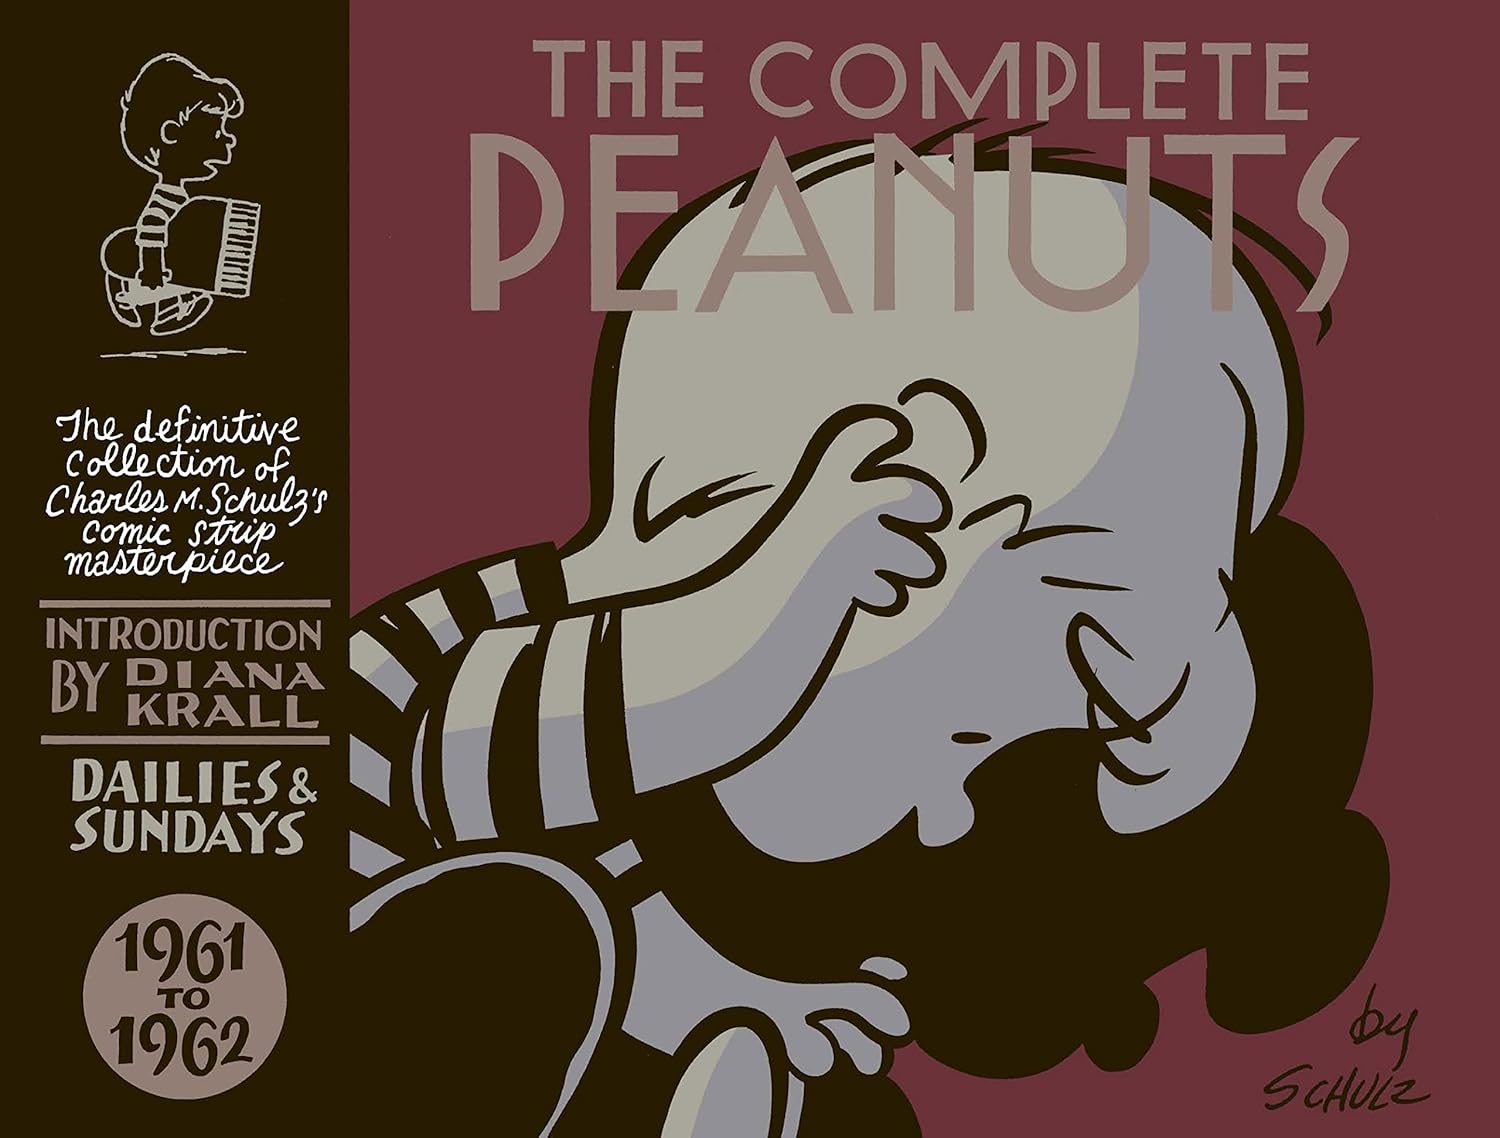 THE COMPLETE
PEANUTS
The definitive
collection of
Charles M. Schulz's
comic strip
masterpiece
INTRODUCTION
BY DIANA
KRALL
DAILIES &
SUNDAYS
1961
TO
1962
by
SCHULZ